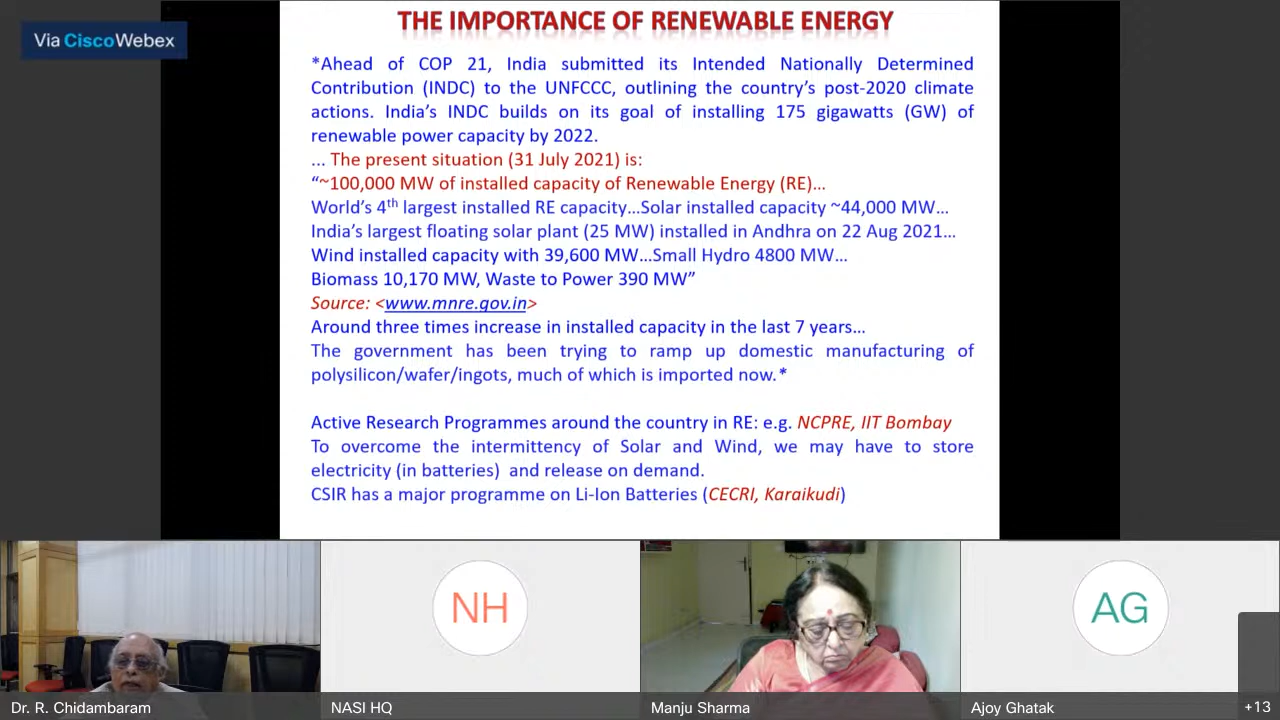 Via Cisco Webex
THE IMPORTANCE OF RENEWABLE ENERGY
*Ahead of COP 21, India submitted its Intended Nationally Determined
Contribution (INDC) to the UNFCCC, outlining the country's post-2020 climate
actions. India's INDC builds on its goal of installing 175 gigawatts (GW) of
renewable power capacity by 2022.
... The present situation (31 July 2021) is:
“~100,000 MW of installed capacity of Renewable Energy (RE)...
World's 4th largest installed RE capacity...Solar installed capacity ~44,000 MW...
India's largest floating solar plant (25 MW) installed in Andhra on 22 Aug 2021...
Wind installed capacity with 39,600 MW...Small Hydro 4800 MW...
Biomass 10,170 MW, Waste to Power 390 MW”
Source: <www.mnre.gov.in>
Around three times increase in installed capacity in the last 7 years...
The government has been trying to ramp up domestic manufacturing of
polysilicon/wafer/ingots, much of which is imported now.*
Active Research Programmes around the country in RE: e.g. NCPRE, IIT Bombay
To overcome the intermittency of Solar and Wind, we may have to store
electricity (in batteries) and release on demand.
CSIR has a major programme on Li-Ion Batteries (CECRI, Karaikudi)
NH
AG
Dr. R. Chidambaram
NASI HQ
Manju Sharma
Ajoy Ghatak
+13